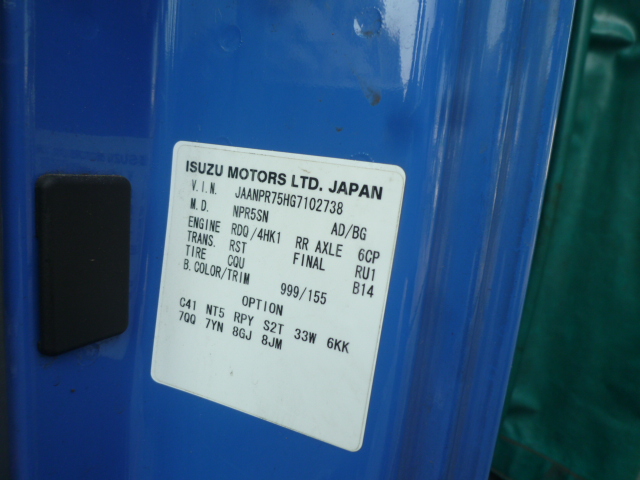 ISUZU MOTORS LTD. JAPAN
V.I.N. JAANPR75HG7102738
M.D. NPR5SN AD/BG
ENGINE RDQ/4HK1 RR AXLE 6CP
TRANS. RST FINAL RU1
TIRE CQU B14
B.COLOR/TRIM 999/155
OPTION
C41 NT5 RPY S2T 33W 6KK
7QQ 7YN 8GJ 8JM